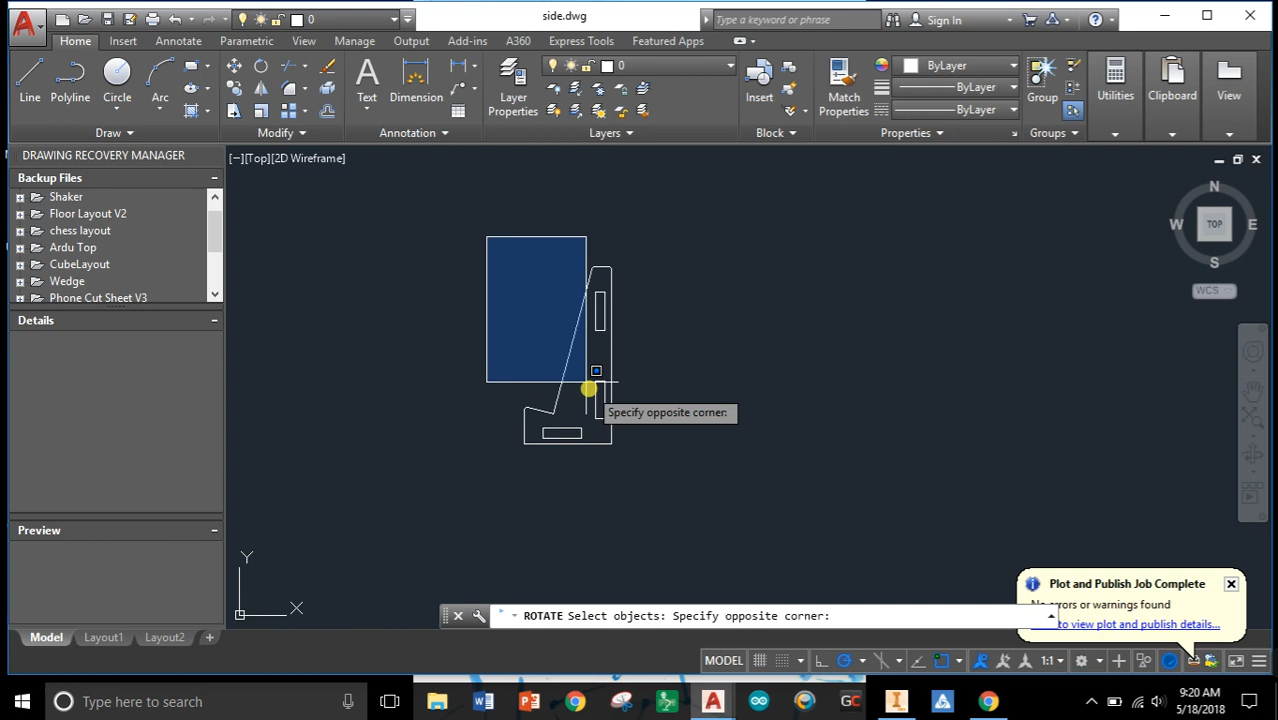 side.dwg
Type a keyword or phrase
Sign In
Home Insert Annotate Parametric View Manage Output Add-ins A360 Express Tools Featured Apps
0
Line Polyline Circle Arc
Text Dimension
Layer Properties
0
Insert
Match Properties
ByLayer
ByLayer
ByLayer
Group
Utilities
Clipboard
View
Draw Modify Annotation Layers Block Properties Groups
DRAWING RECOVERY MANAGER
Backup Files
Shaker
Floor Layout V2
chess layout
Ardu Top
CubeLayout
Wedge
Phone Cut Sheet V3
Details
Preview
[−][Top][2D Wireframe]
N
W TOP E
S
WCS
Specify opposite corner:
Y
X
Plot and Publish Job Complete
No errors or warnings found
to view plot and publish details...
ROTATE Select objects: Specify opposite corner:
Model Layout1 Layout2 +
MODEL
1:1
Type here to search
9:20 AM
5/18/2018